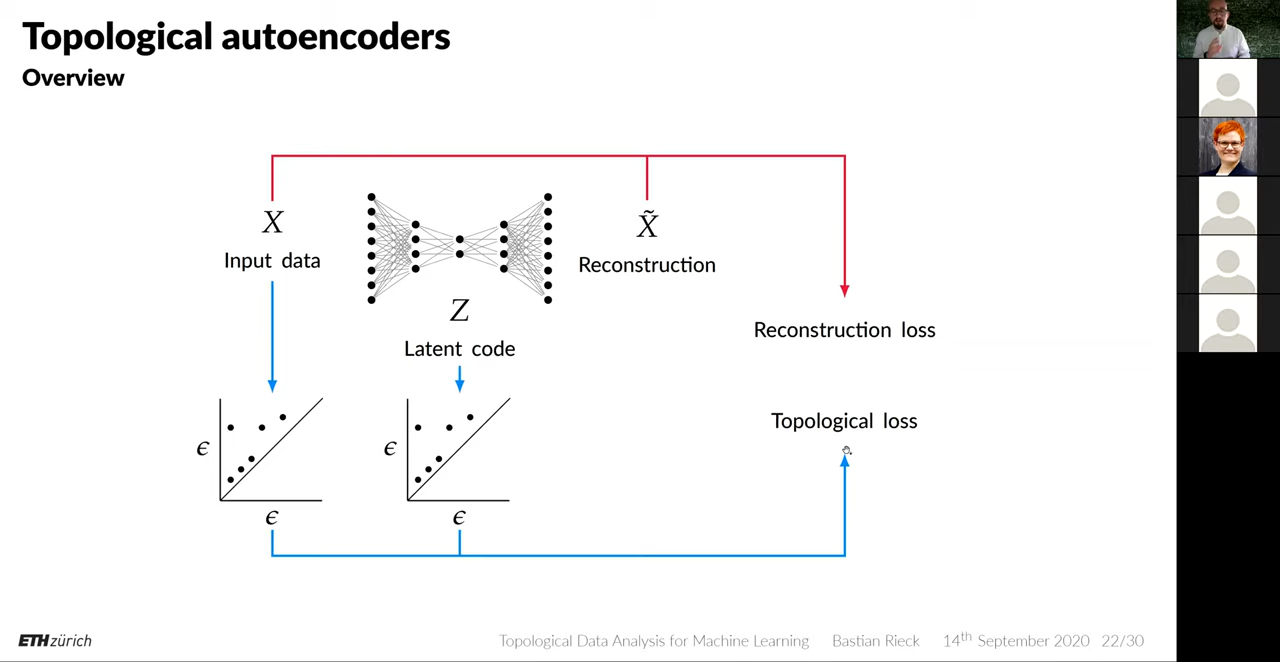 Topological autoencoders
Overview
X
Input data
X̃
Reconstruction
Z
Latent code
Reconstruction loss
Topological loss
ϵ
ϵ
ϵ
ϵ
ETH zürich
Topological Data Analysis for Machine Learning Bastian Rieck 14th September 2020 22/30